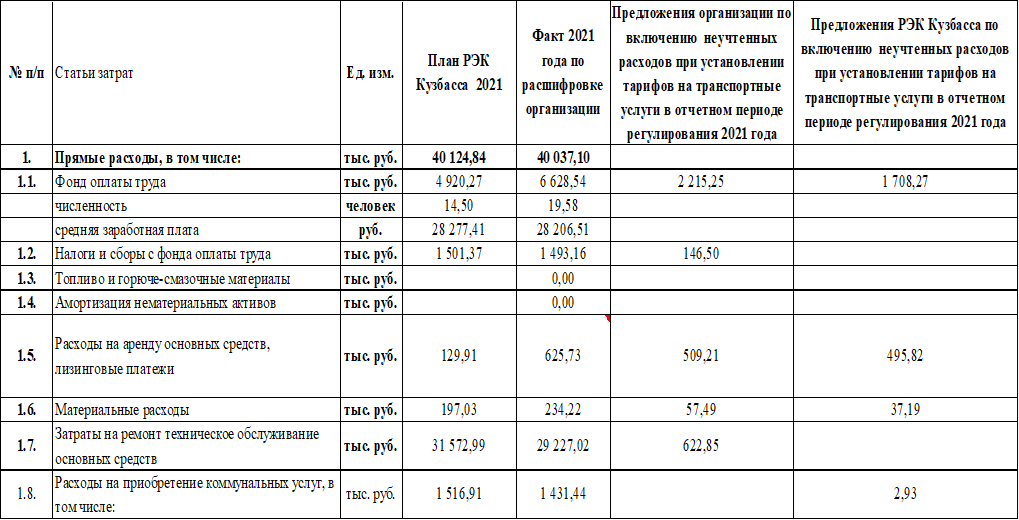 № п/п Статьи затрат Ед. изм. План РЭК Кузбасса 2021 Факт 2021 года по расшифровке организации Предложения организации по включению неучтенных расходов при установлении тарифов на транспортные услуги в отчетном периоде регулирования 2021 года Предложения РЭК Кузбасса по включению неучтенных расходов при установлении тарифов на транспортные услуги в отчетном периоде регулирования 2021 года
1. Прямые расходы, в том числе: тыс. руб. 40 124,84 40 037,10
1.1. Фонд оплаты труда тыс. руб. 4 920,27 6 628,54 2 215,25 1 708,27
численность человек 14,50 19,58
средняя заработная плата руб. 28 277,41 28 206,51
1.2. Налоги и сборы с фонда оплаты труда тыс. руб. 1 501,37 1 493,16 146,50
1.3. Топливо и горюче-смазочные материалы тыс. руб. 0,00
1.4. Амортизация нематериальных активов тыс. руб. 0,00
1.5. Расходы на аренду основных средств, лизинговые платежи тыс. руб. 129,91 625,73 509,21 495,82
1.6. Материальные расходы тыс. руб. 197,03 234,22 57,49 37,19
1.7. Затраты на ремонт техническое обслуживание основных средств тыс. руб. 31 572,99 29 227,02 622,85
1.8. Расходы на приобретение коммунальных услуг, в том числе: тыс. руб. 1 516,91 1 431,44 2,93